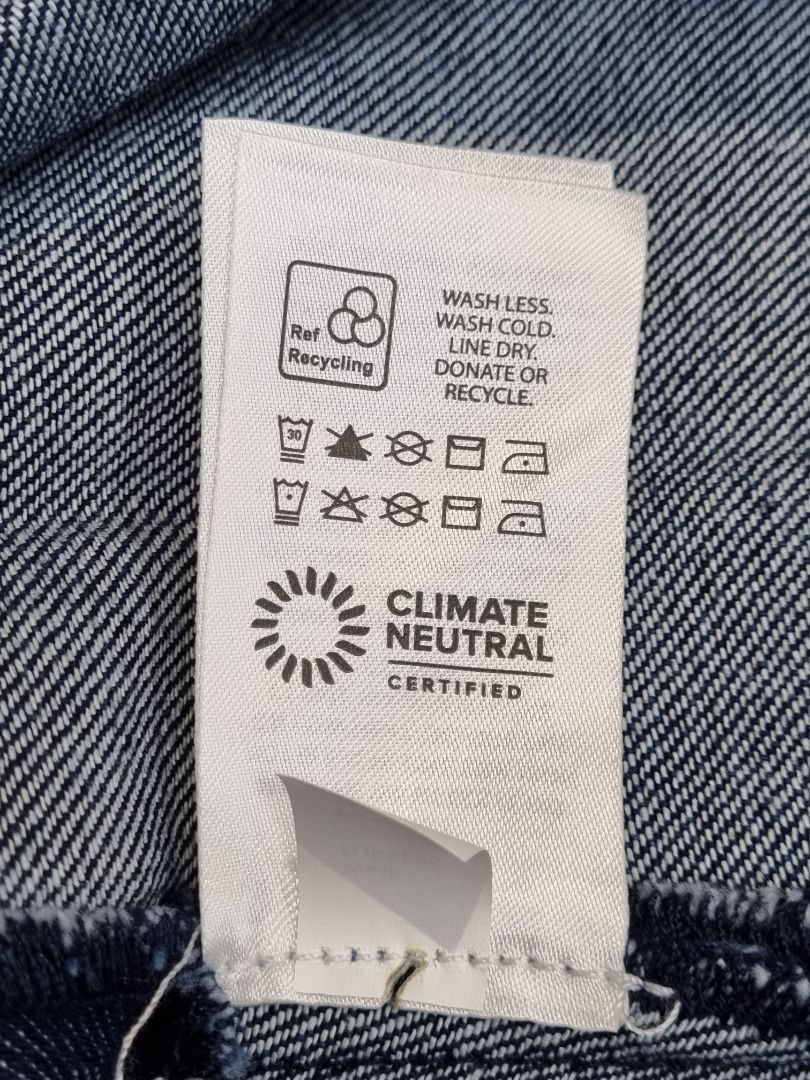 Ref
Recycling
WASH LESS.
WASH COLD.
LINE DRY.
DONATE OR
RECYCLE.
30
CLIMATE
NEUTRAL
CERTIFIED